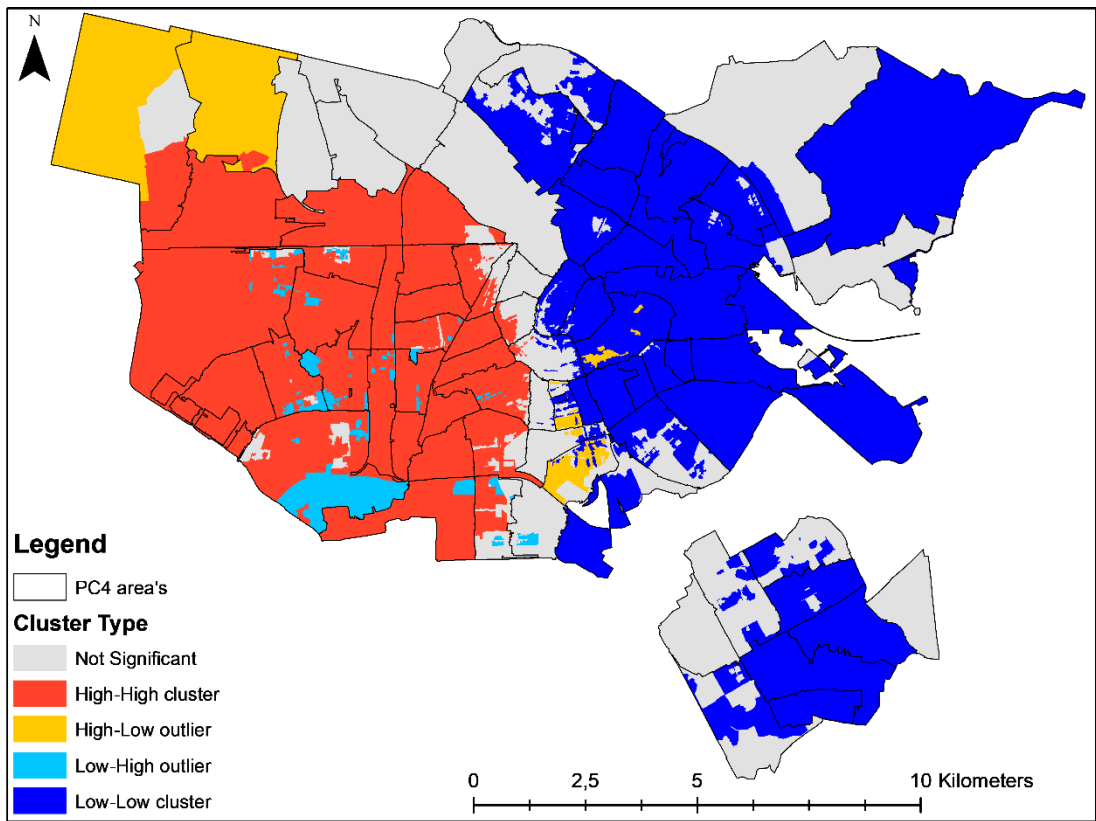 N
Legend
PC4 area's
Cluster Type
Not Significant
High-High cluster
High-Low outlier
Low-High outlier
Low-Low cluster
0 2,5 5 10 Kilometers